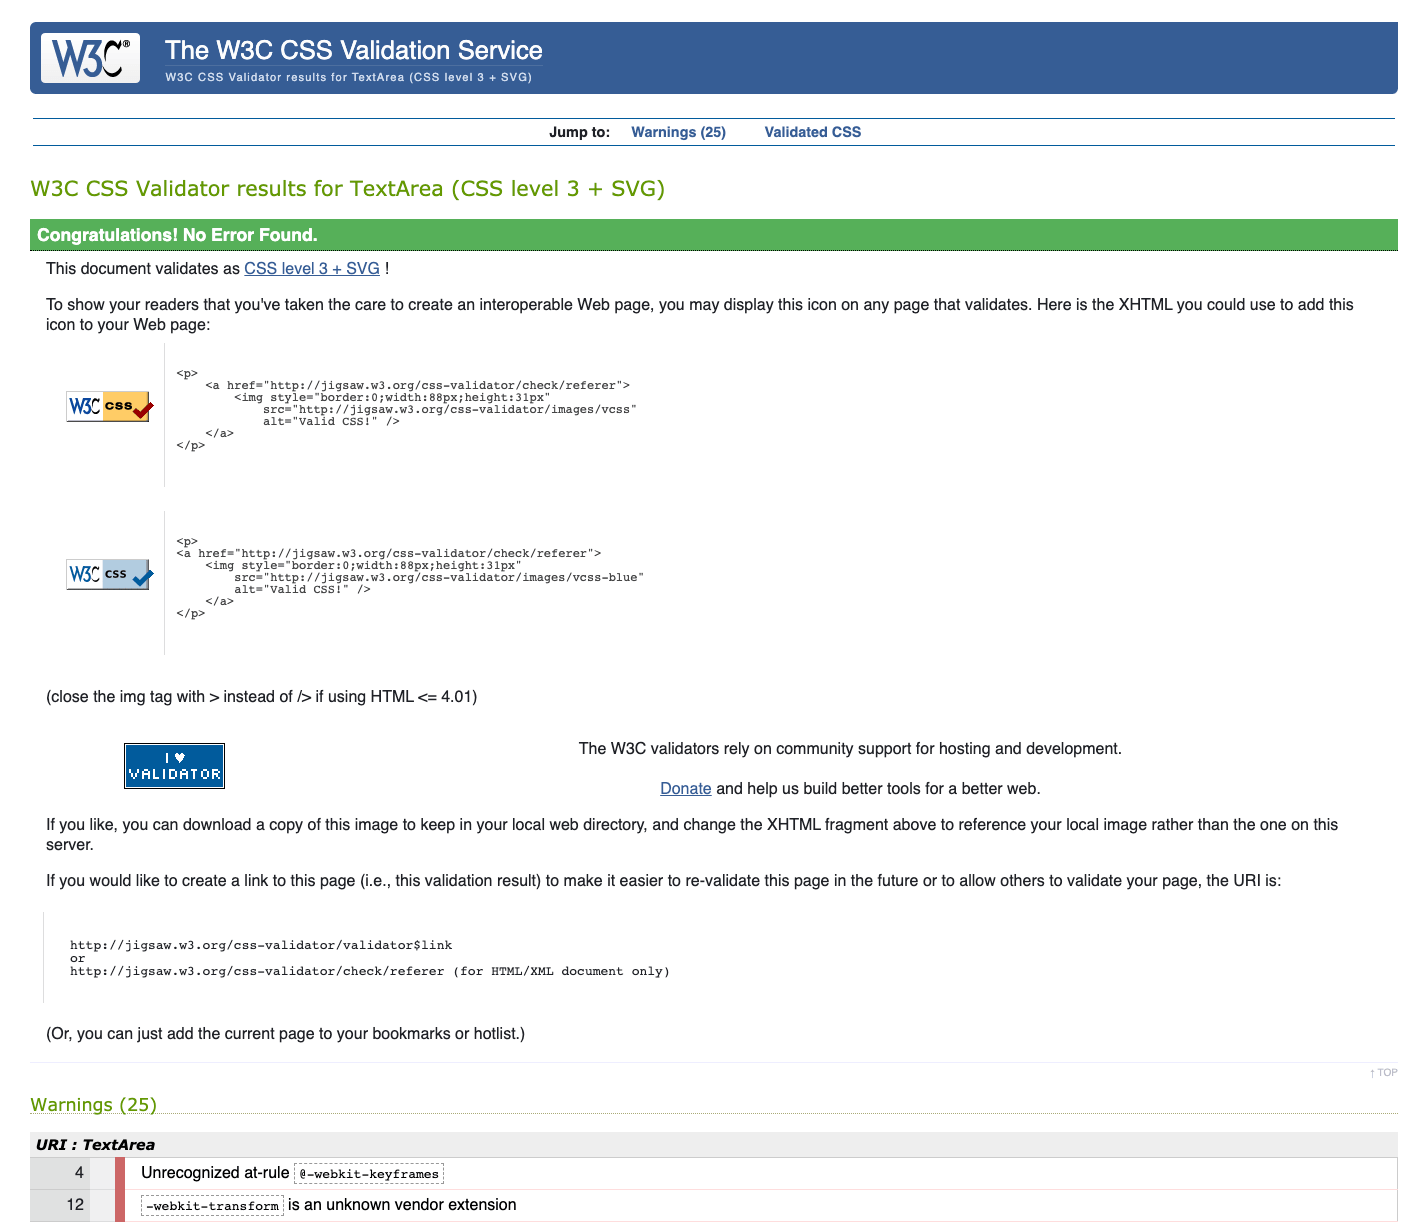 W3C®
The W3C CSS Validation Service
W3C CSS Validator results for TextArea (CSS level 3 + SVG)
Jump to: Warnings (25) Validated CSS
W3C CSS Validator results for TextArea (CSS level 3 + SVG)
Congratulations! No Error Found.
This document validates as CSS level 3 + SVG !
To show your readers that you've taken the care to create an interoperable Web page, you may display this icon on any page that validates. Here is the XHTML you could use to add this
icon to your Web page:
W3C css
<p>
    <a href="http://jigsaw.w3.org/css-validator/check/referer">
        <img style="border:0;width:88px;height:31px"
            src="http://jigsaw.w3.org/css-validator/images/vcss"
            alt="Valid CSS!" />
    </a>
</p>
W3C css
<p>
<a href="http://jigsaw.w3.org/css-validator/check/referer">
    <img style="border:0;width:88px;height:31px"
        src="http://jigsaw.w3.org/css-validator/images/vcss-blue"
        alt="Valid CSS!" />
    </a>
</p>
(close the img tag with > instead of /> if using HTML <= 4.01)
I ♥
VALIDATOR
The W3C validators rely on community support for hosting and development.
Donate and help us build better tools for a better web.
If you like, you can download a copy of this image to keep in your local web directory, and change the XHTML fragment above to reference your local image rather than the one on this
server.
If you would like to create a link to this page (i.e., this validation result) to make it easier to re-validate this page in the future or to allow others to validate your page, the URI is:
http://jigsaw.w3.org/css-validator/validator$link
or
http://jigsaw.w3.org/css-validator/check/referer (for HTML/XML document only)
(Or, you can just add the current page to your bookmarks or hotlist.)
↑ TOP
Warnings (25)
URI : TextArea
4 Unrecognized at-rule @-webkit-keyframes
12 -webkit-transform is an unknown vendor extension